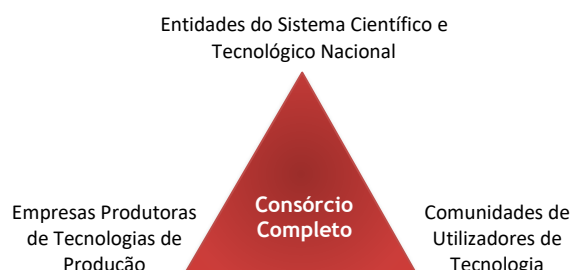 Entidades do Sistema Científico e
Tecnológico Nacional
Consórcio
Completo
Empresas Produtoras
de Tecnologias de
Produção
Comunidades de
Utilizadores de
Tecnologia